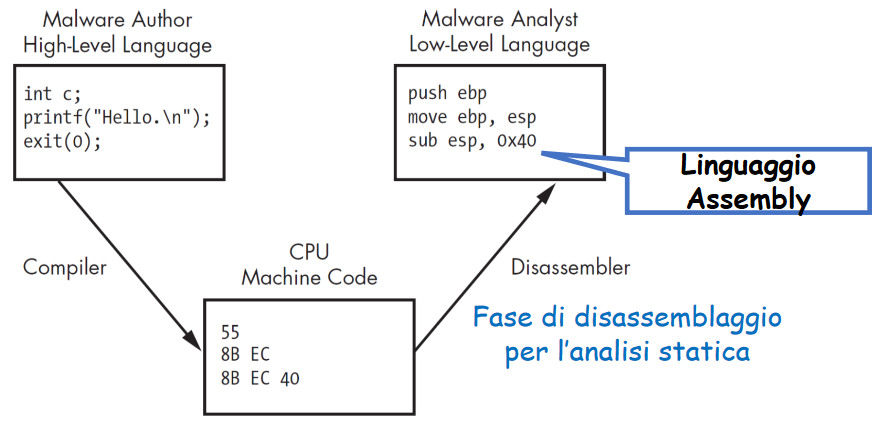 Malware Author
High-Level Language
int c;
printf("Hello.\n");
exit(0);
Malware Analyst
Low-Level Language
push ebp
move ebp, esp
sub esp, 0x40
Linguaggio
Assembly
Compiler
CPU
Machine Code
55
8B EC
8B EC 40
Disassembler
Fase di disassemblaggio
per l'analisi statica